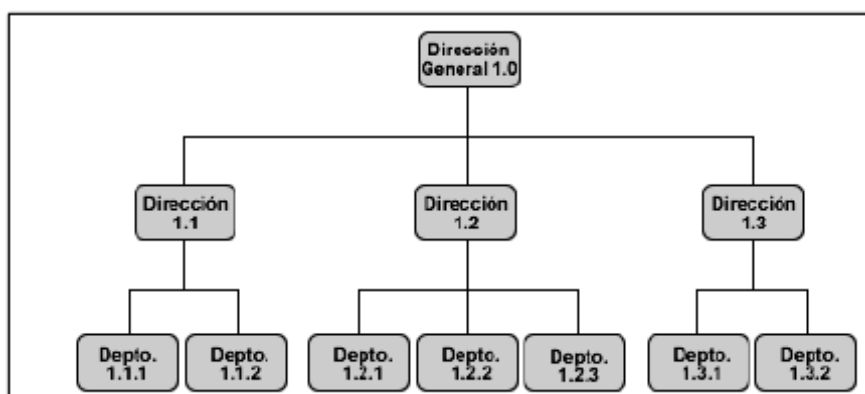 Dirección
General 1.0
Dirección
1.1
Dirección
1.2
Dirección
1.3
Depto.
1.1.1
Depto.
1.1.2
Depto.
1.2.1
Depto.
1.2.2
Depto.
1.2.3
Depto.
1.3.1
Depto.
1.3.2